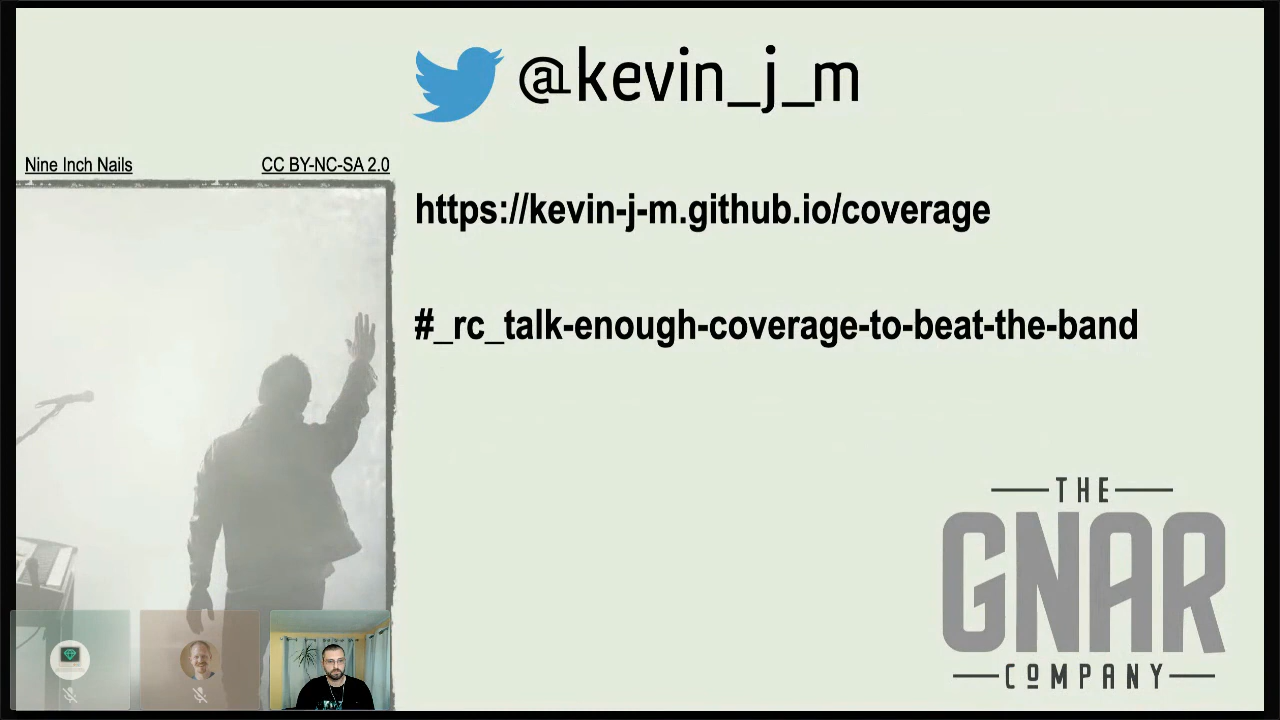 @kevin_j_m
Nine Inch Nails
CC BY-NC-SA 2.0
https://kevin-j-m.github.io/coverage
#_rc_talk-enough-coverage-to-beat-the-band
THE
GNAR
COMPANY